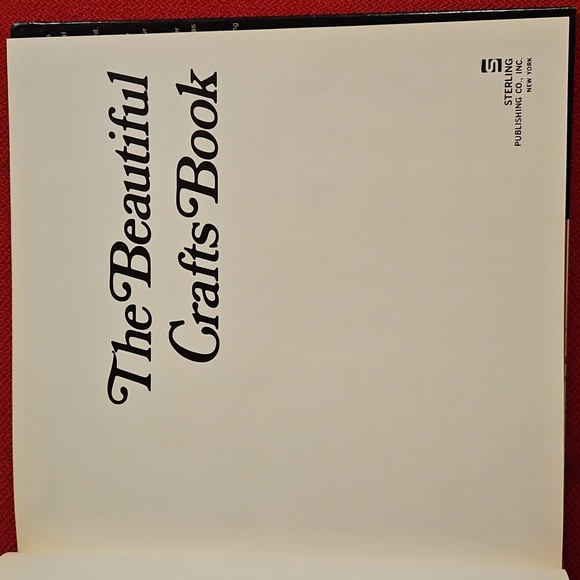 The Beautiful
Crafts Book
STERLING
PUBLISHING CO., INC.
NEW YORK